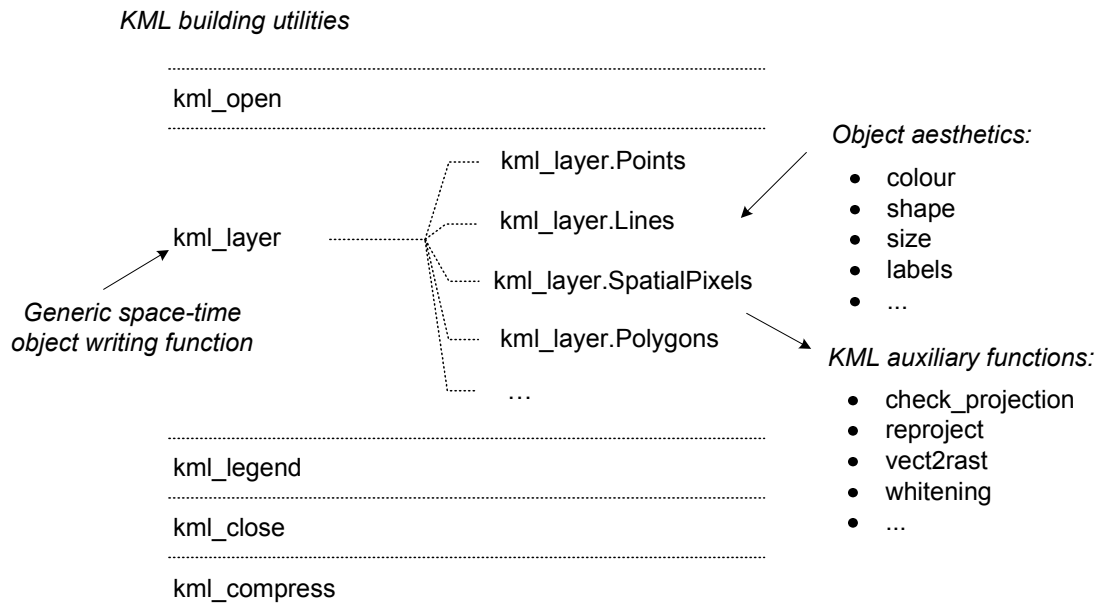 KML building utilities
kml_open
kml_layer
Generic space-time
object writing function
kml_layer.Points
kml_layer.Lines
kml_layer.SpatialPixels
kml_layer.Polygons
...
Object aesthetics:
● colour
● shape
● size
● labels
● ...
KML auxiliary functions:
● check_projection
● reproject
● vect2rast
● whitening
● ...
kml_legend
kml_close
kml_compress